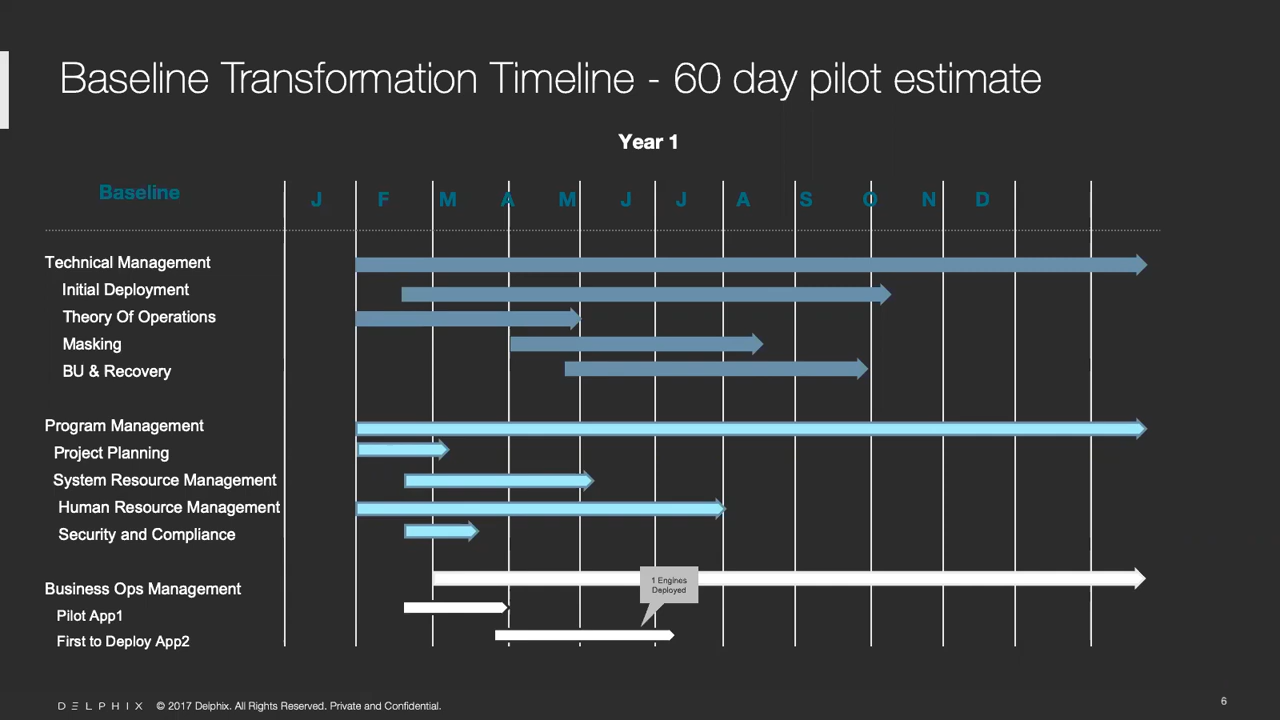 Baseline Transformation Timeline - 60 day pilot estimate
Year 1
Baseline
J F M A M J J A S O N D
Technical Management
Initial Deployment
Theory Of Operations
Masking
BU & Recovery
Program Management
Project Planning
System Resource Management
Human Resource Management
Security and Compliance
Business Ops Management
1 Engines
Deployed
Pilot App1
First to Deploy App2
DELPHIX © 2017 Delphix. All Rights Reserved. Private and Confidential.
6